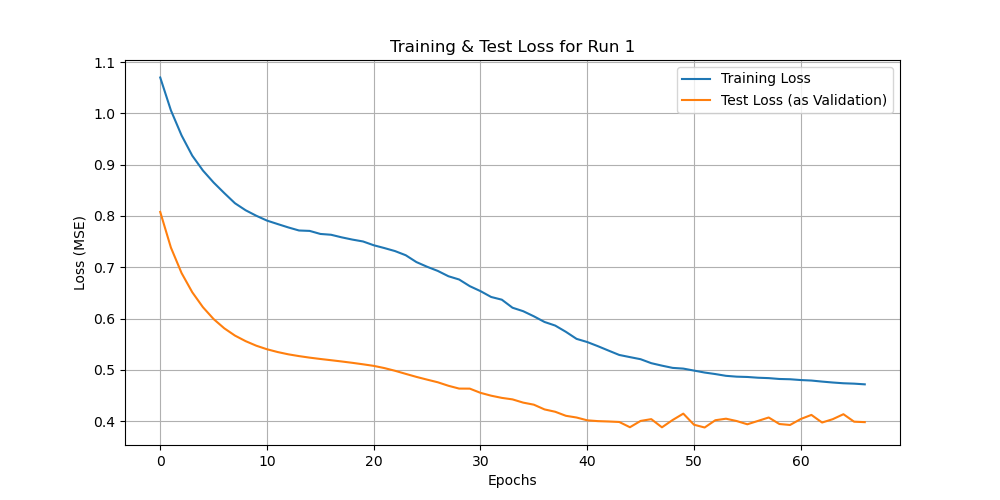 Training & Test Loss for Run 1
Training Loss
Test Loss (as Validation)
Loss (MSE)
1.1
1.0
0.9
0.8
0.7
0.6
0.5
0.4
0 10 20 30 40 50 60
Epochs